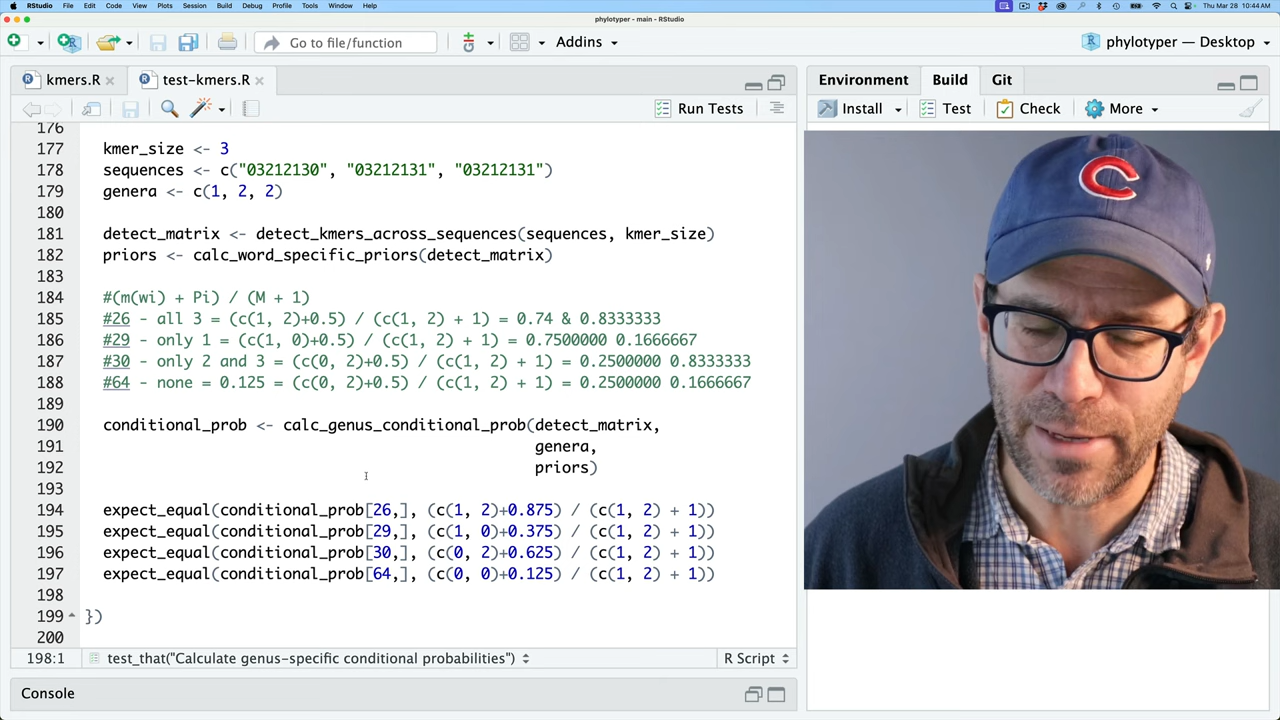 RStudio File Edit Code View Plots Session Build Debug Profile Tools Window Help Thu Mar 28 10:44 AM
phylotyper - main - RStudio
Go to file/function Addins phylotyper — Desktop
kmers.R test-kmers.R Environment Build Git
Run Tests Install Test Check More
176
177 kmer_size <- 3
178 sequences <- c("03212130", "03212131", "03212131")
179 genera <- c(1, 2, 2)
180
181 detect_matrix <- detect_kmers_across_sequences(sequences, kmer_size)
182 priors <- calc_word_specific_priors(detect_matrix)
183
184 #(m(wi) + Pi) / (M + 1)
185 #26 - all 3 = (c(1, 2)+0.5) / (c(1, 2) + 1) = 0.74 & 0.8333333
186 #29 - only 1 = (c(1, 0)+0.5) / (c(1, 2) + 1) = 0.7500000 0.1666667
187 #30 - only 2 and 3 = (c(0, 2)+0.5) / (c(1, 2) + 1) = 0.2500000 0.8333333
188 #64 - none = 0.125 = (c(0, 2)+0.5) / (c(1, 2) + 1) = 0.2500000 0.1666667
189
190 conditional_prob <- calc_genus_conditional_prob(detect_matrix,
191 genera,
192 priors)
193
194 expect_equal(conditional_prob[26,], (c(1, 2)+0.875) / (c(1, 2) + 1))
195 expect_equal(conditional_prob[29,], (c(1, 0)+0.375) / (c(1, 2) + 1))
196 expect_equal(conditional_prob[30,], (c(0, 2)+0.625) / (c(1, 2) + 1))
197 expect_equal(conditional_prob[64,], (c(0, 0)+0.125) / (c(1, 2) + 1))
198
199 })
200
198:1 test_that("Calculate genus-specific conditional probabilities") R Script
Console